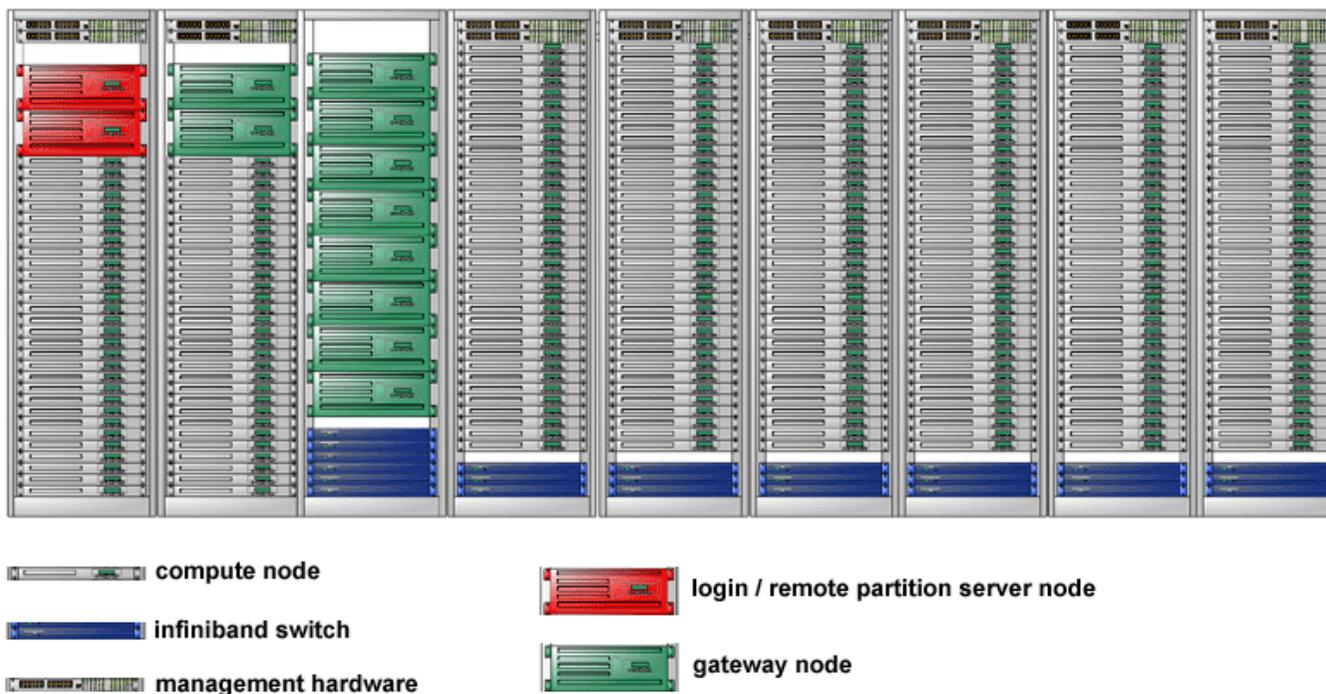 compute node
login / remote partition server node
infiniband switch
gateway node
management hardware